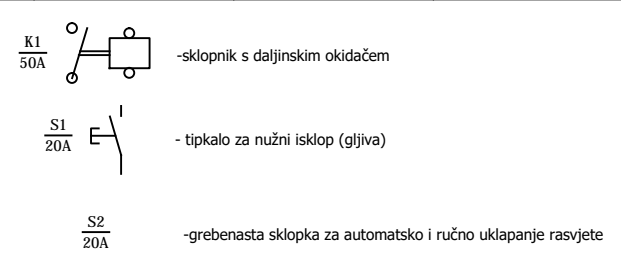 K1
50A
-sklopnik s daljinskim okidačem
S1
20A
- tipkalo za nužni isklop (gljiva)
S2
20A
-grebenasta sklopka za automatsko i ručno uklapanje rasvjete